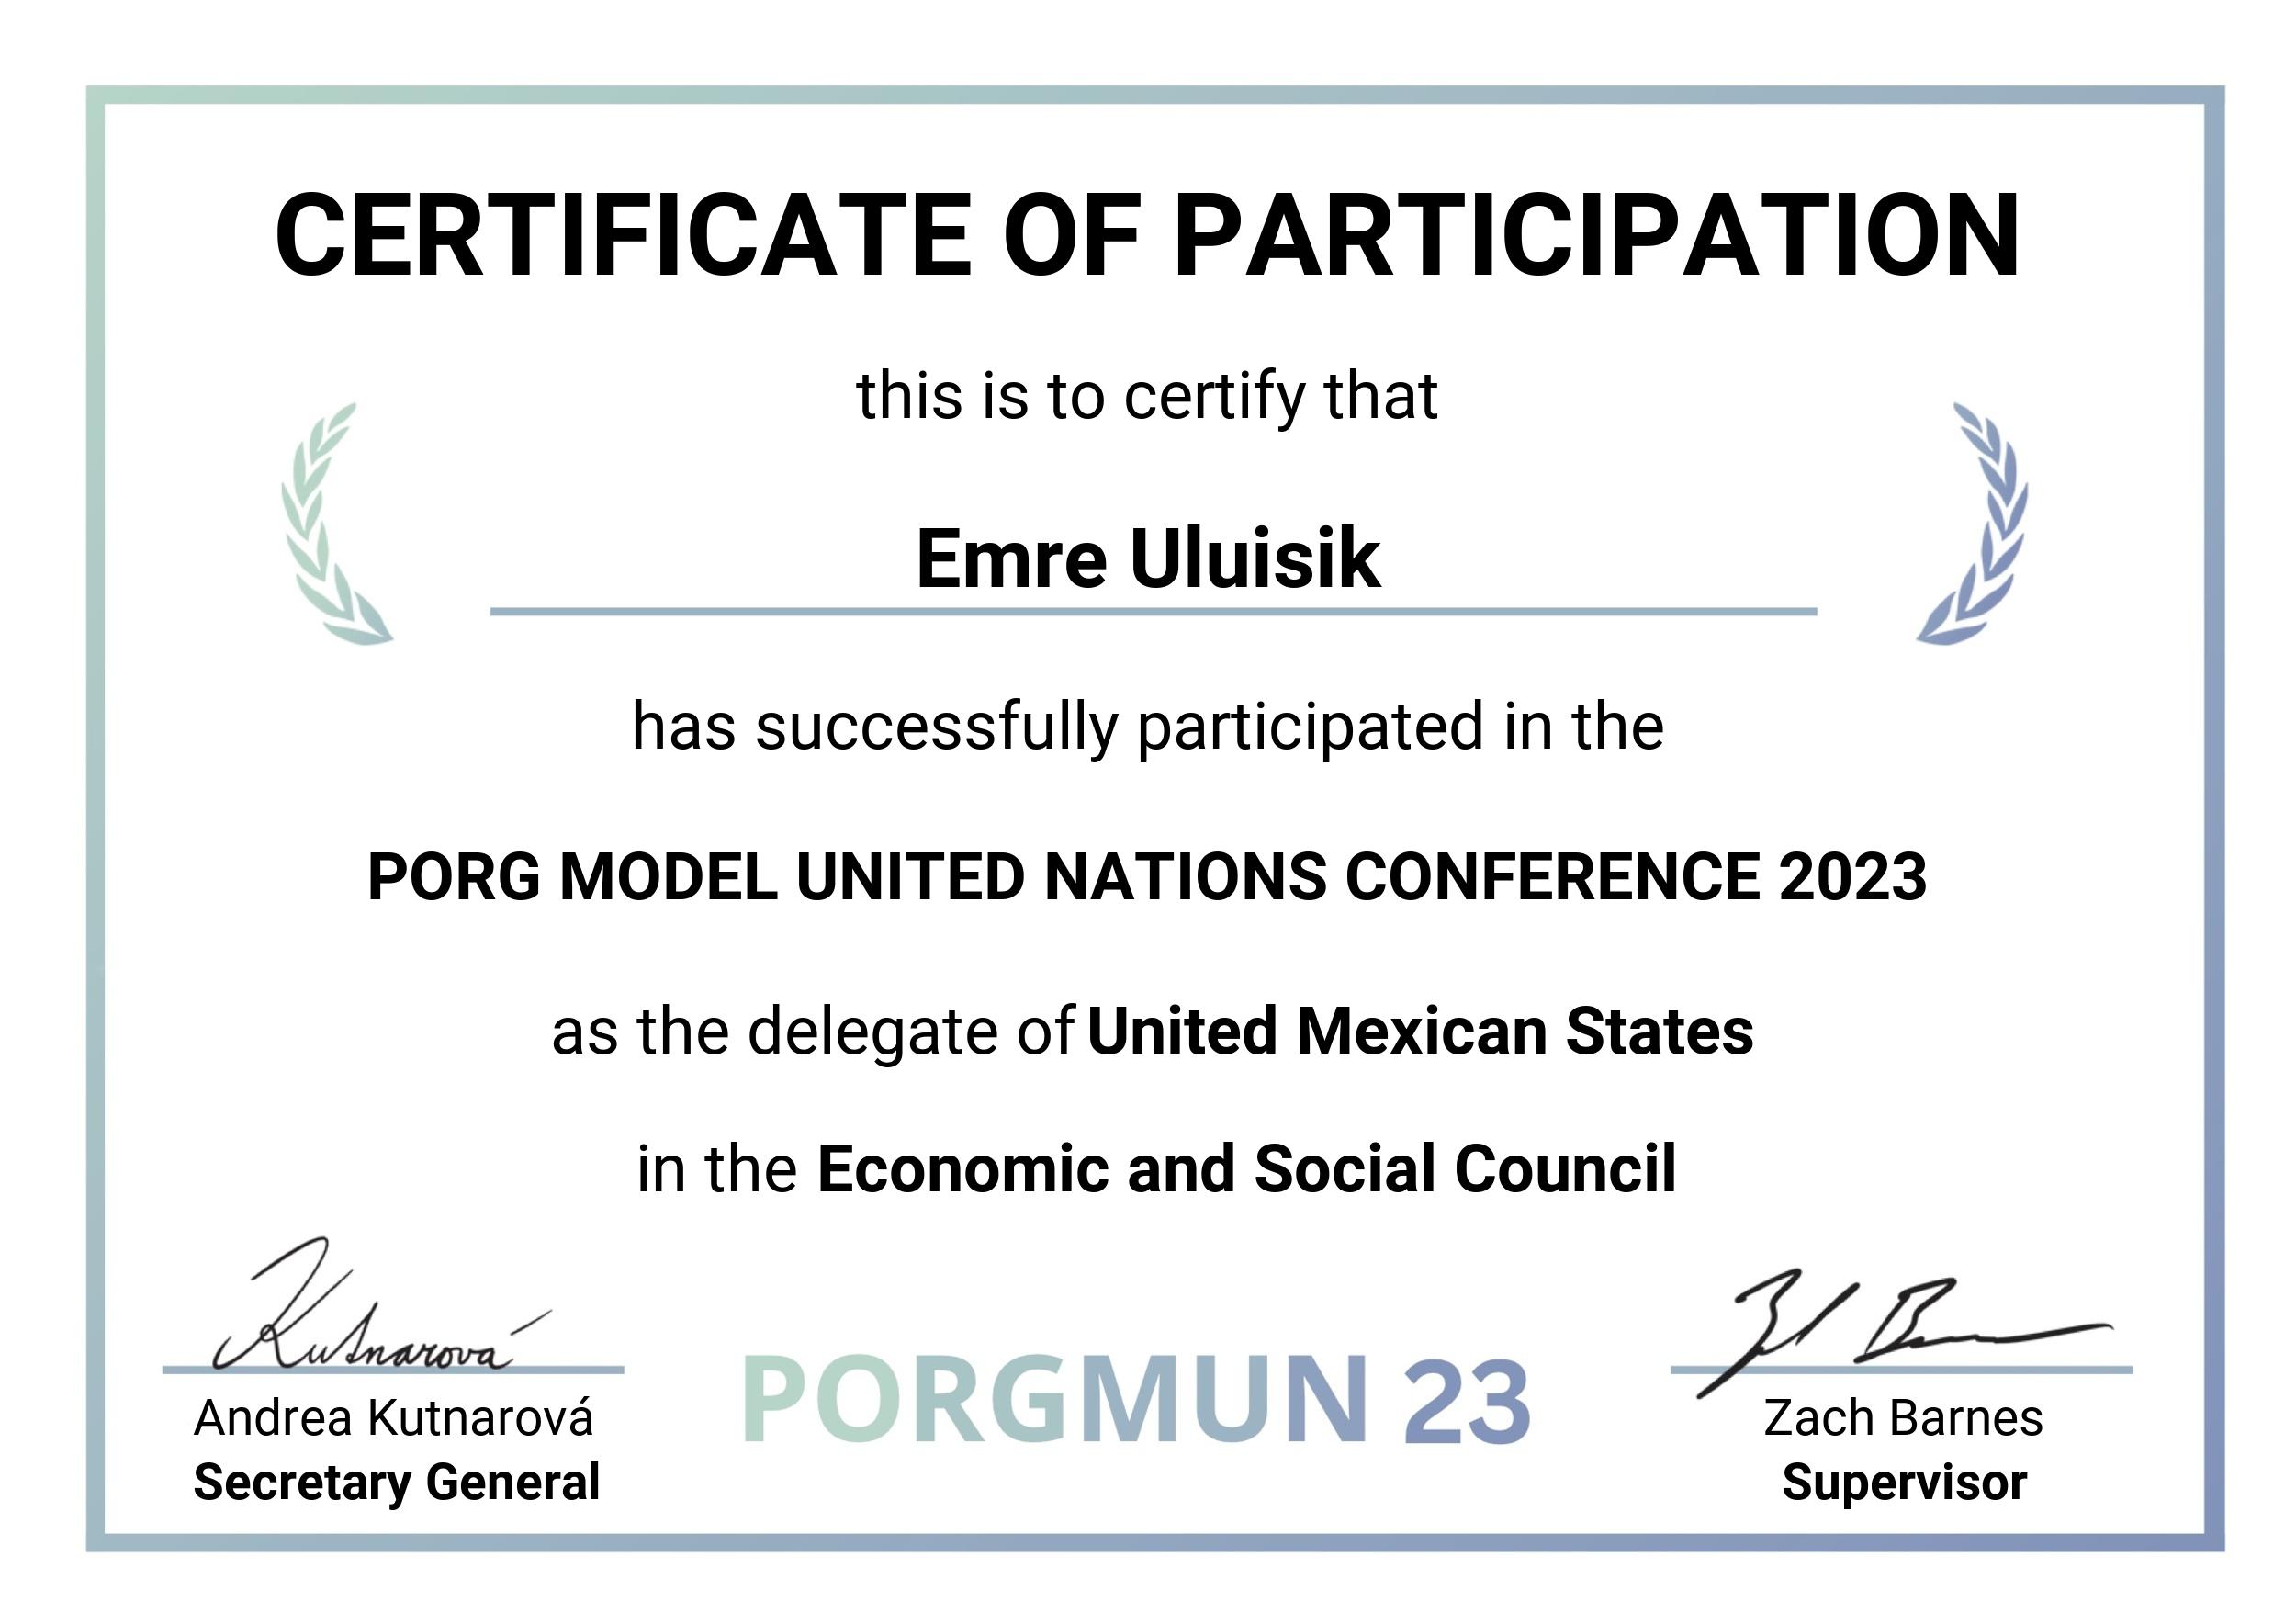 CERTIFICATE OF PARTICIPATION
this is to certify that
Emre Uluisik
has successfully participated in the
PORG MODEL UNITED NATIONS CONFERENCE 2023
as the delegate of United Mexican States
in the Economic and Social Council
Kutnarová
Andrea Kutnarová
Secretary General
PORGMUN 23
Zach Barnes
Supervisor